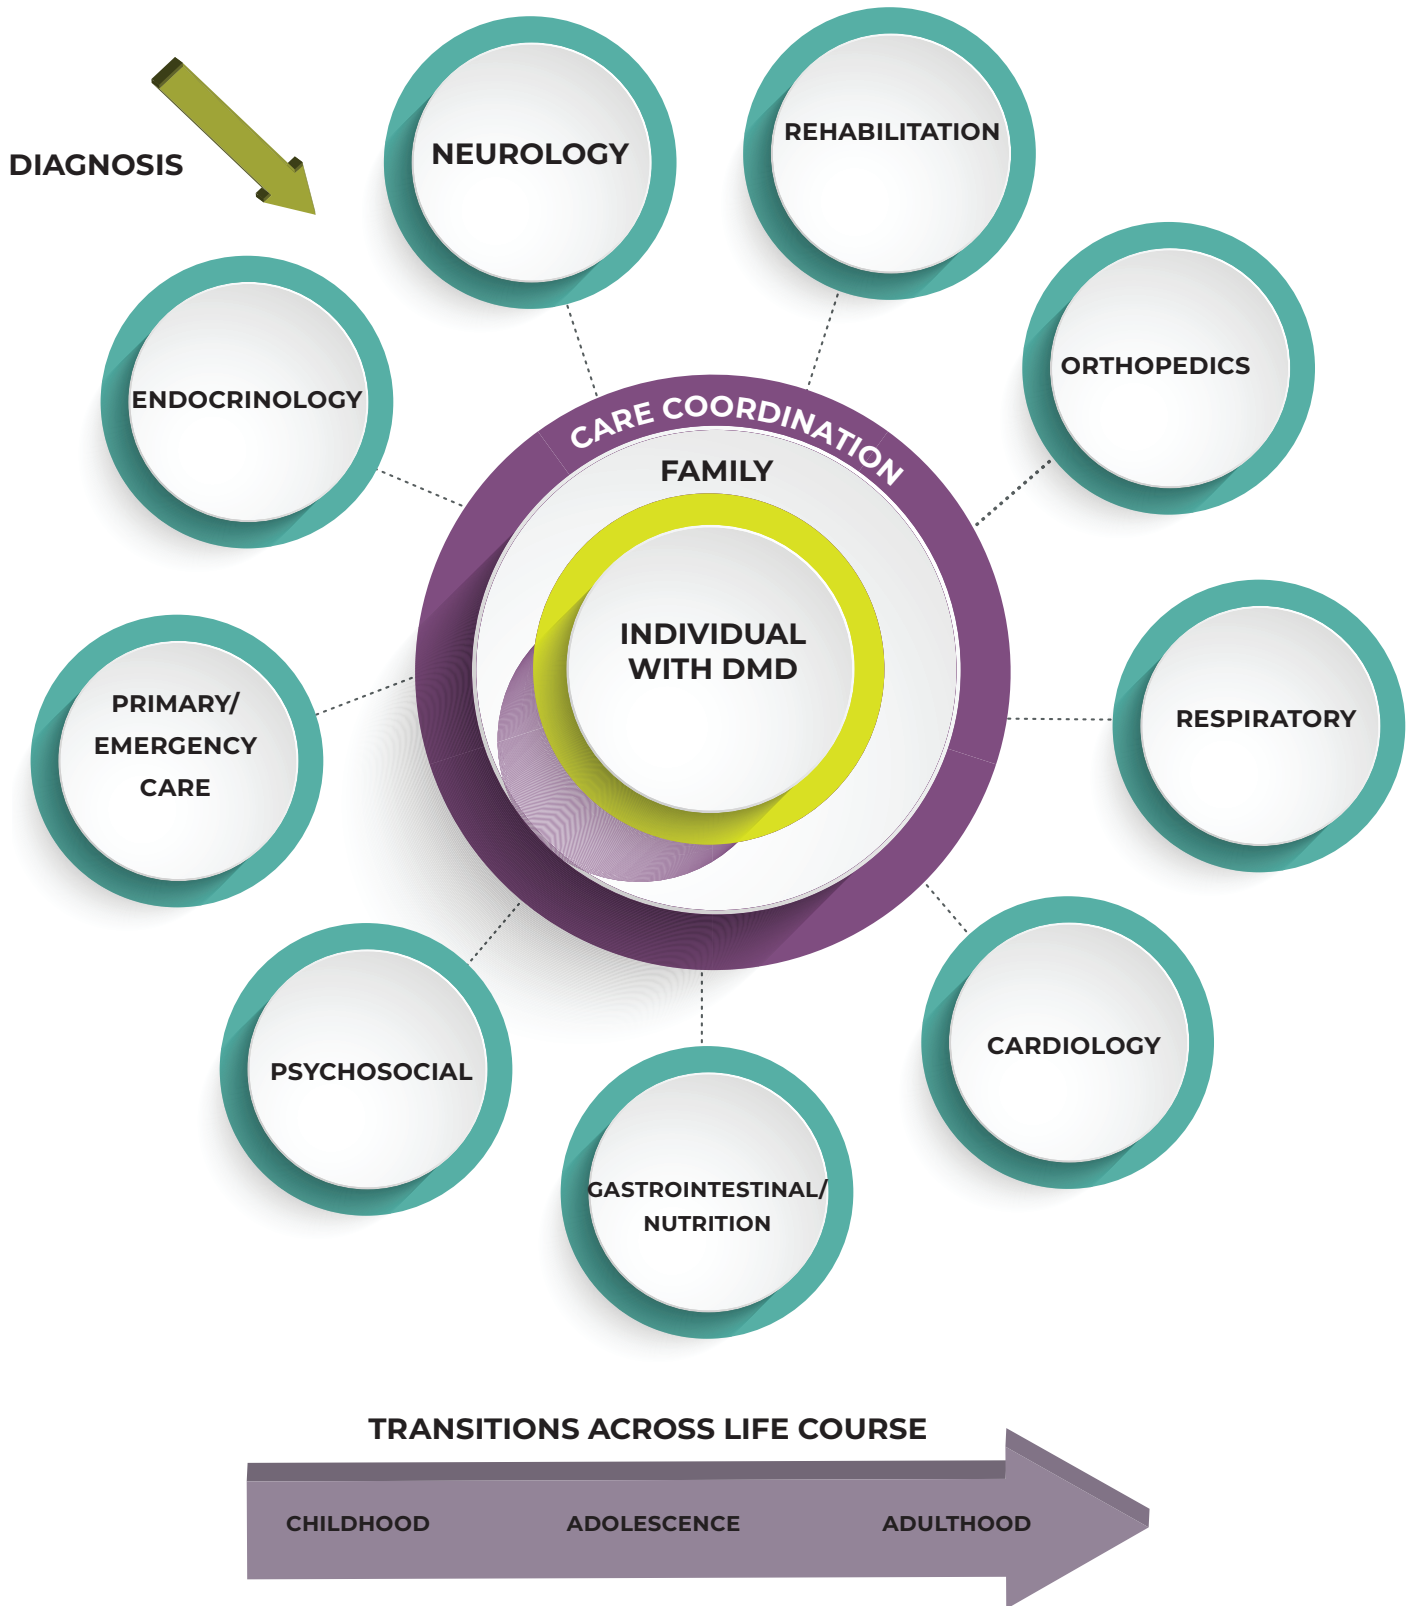 DIAGNOSIS
NEUROLOGY
REHABILITATION
ORTHOPEDICS
ENDOCRINOLOGY
CARE COORDINATION
FAMILY
INDIVIDUAL
WITH DMD
PRIMARY/
EMERGENCY
CARE
RESPIRATORY
PSYCHOSOCIAL
CARDIOLOGY
GASTROINTESTINAL/
NUTRITION
TRANSITIONS ACROSS LIFE COURSE
CHILDHOOD
ADOLESCENCE
ADULTHOOD